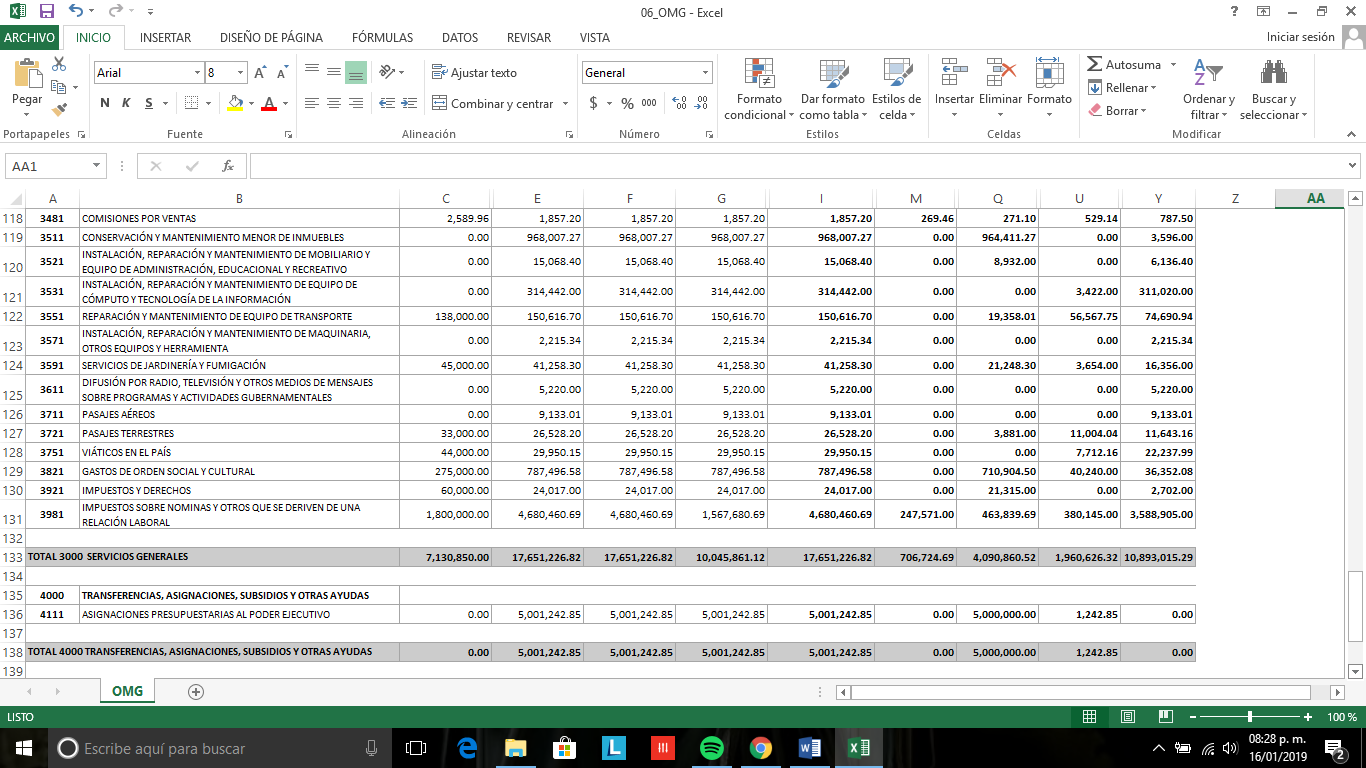 06_OMG - Excel
ARCHIVO INICIO INSERTAR DISEÑO DE PÁGINA FÓRMULAS DATOS REVISAR VISTA Iniciar sesión
Pegar Arial 8 Ajustar texto General Autosuma
N K S Combinar y centrar $ % 000 Formato Dar formato Estilos de Insertar Eliminar Formato Rellenar Ordenar y Buscar y
condicional como tabla celda Borrar filtrar seleccionar
Portapapeles Fuente Alineación Número Estilos Celdas Modificar
AA1 fx
A B C E F G I M Q U Y Z AA
118 3481 COMISIONES POR VENTAS 2,589.96 1,857.20 1,857.20 1,857.20 1,857.20 269.46 271.10 529.14 787.50
119 3511 CONSERVACIÓN Y MANTENIMIENTO MENOR DE INMUEBLES 0.00 968,007.27 968,007.27 968,007.27 968,007.27 0.00 964,411.27 0.00 3,596.00
INSTALACIÓN, REPARACIÓN Y MANTENIMIENTO DE MOBILIARIO Y
120 3521 EQUIPO DE ADMINISTRACIÓN, EDUCACIONAL Y RECREATIVO 0.00 15,068.40 15,068.40 15,068.40 15,068.40 0.00 8,932.00 0.00 6,136.40
INSTALACIÓN, REPARACIÓN Y MANTENIMIENTO DE EQUIPO DE
121 3531 CÓMPUTO Y TECNOLOGÍA DE LA INFORMACIÓN 0.00 314,442.00 314,442.00 314,442.00 314,442.00 0.00 0.00 3,422.00 311,020.00
122 3551 REPARACIÓN Y MANTENIMIENTO DE EQUIPO DE TRANSPORTE 138,000.00 150,616.70 150,616.70 150,616.70 150,616.70 0.00 19,358.01 56,567.75 74,690.94
INSTALACIÓN, REPARACIÓN Y MANTENIMIENTO DE MAQUINARIA,
123 3571 OTROS EQUIPOS Y HERRAMIENTA 0.00 2,215.34 2,215.34 2,215.34 2,215.34 0.00 0.00 0.00 2,215.34
124 3591 SERVICIOS DE JARDINERÍA Y FUMIGACIÓN 45,000.00 41,258.30 41,258.30 41,258.30 41,258.30 0.00 21,248.30 3,654.00 16,356.00
DIFUSIÓN POR RADIO, TELEVISIÓN Y OTROS MEDIOS DE MENSAJES
125 3611 SOBRE PROGRAMAS Y ACTIVIDADES GUBERNAMENTALES 0.00 5,220.00 5,220.00 5,220.00 5,220.00 0.00 0.00 0.00 5,220.00
126 3711 PASAJES AÉREOS 0.00 9,133.01 9,133.01 9,133.01 9,133.01 0.00 0.00 0.00 9,133.01
127 3721 PASAJES TERRESTRES 33,000.00 26,528.20 26,528.20 26,528.20 26,528.20 0.00 3,881.00 11,004.04 11,643.16
128 3751 VIÁTICOS EN EL PAÍS 44,000.00 29,950.15 29,950.15 29,950.15 29,950.15 0.00 0.00 7,712.16 22,237.99
129 3821 GASTOS DE ORDEN SOCIAL Y CULTURAL 275,000.00 787,496.58 787,496.58 787,496.58 787,496.58 0.00 710,904.50 40,240.00 36,352.08
130 3921 IMPUESTOS Y DERECHOS 60,000.00 24,017.00 24,017.00 24,017.00 24,017.00 0.00 21,315.00 0.00 2,702.00
IMPUESTOS SOBRE NOMINAS Y OTROS QUE SE DERIVEN DE UNA
131 3981 RELACIÓN LABORAL 1,800,000.00 4,680,460.69 4,680,460.69 1,567,680.69 4,680,460.69 247,571.00 463,839.69 380,145.00 3,588,905.00
132
133 TOTAL 3000 SERVICIOS GENERALES 7,130,850.00 17,651,226.82 17,651,226.82 10,045,861.12 17,651,226.82 706,724.69 4,090,860.52 1,960,626.32 10,893,015.29
134
135 4000 TRANSFERENCIAS, ASIGNACIONES, SUBSIDIOS Y OTRAS AYUDAS
136 4111 ASIGNACIONES PRESUPUESTARIAS AL PODER EJECUTIVO 0.00 5,001,242.85 5,001,242.85 5,001,242.85 5,001,242.85 0.00 5,000,000.00 1,242.85 0.00
137
138 TOTAL 4000 TRANSFERENCIAS, ASIGNACIONES, SUBSIDIOS Y OTRAS AYUDAS 0.00 5,001,242.85 5,001,242.85 5,001,242.85 5,001,242.85 0.00 5,000,000.00 1,242.85 0.00
139
OMG
LISTO 100 %
Escribe aquí para buscar 08:28 p. m.
16/01/2019 2